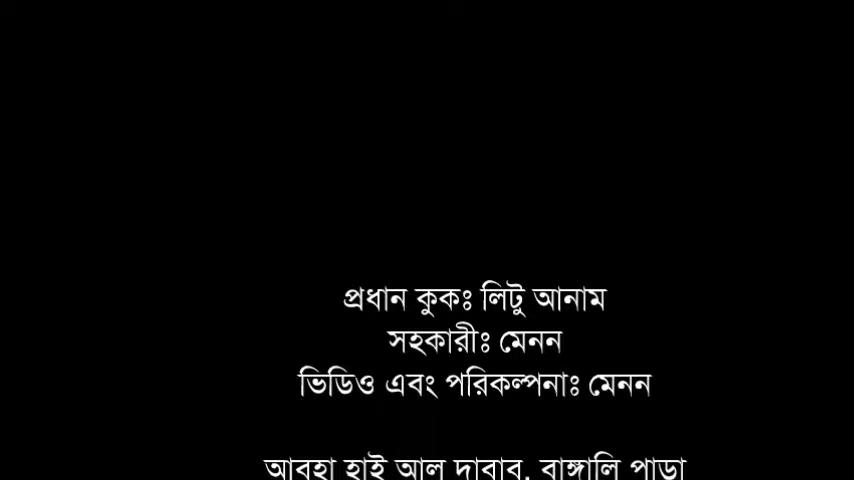 প্রধান কুকঃ লিটু আনাম
সহকারীঃ মেনন
ভিডিও এবং পরিকল্পনাঃ মেনন
আবহা হাই আল দাবাব, বাঙ্গালি পাড়া